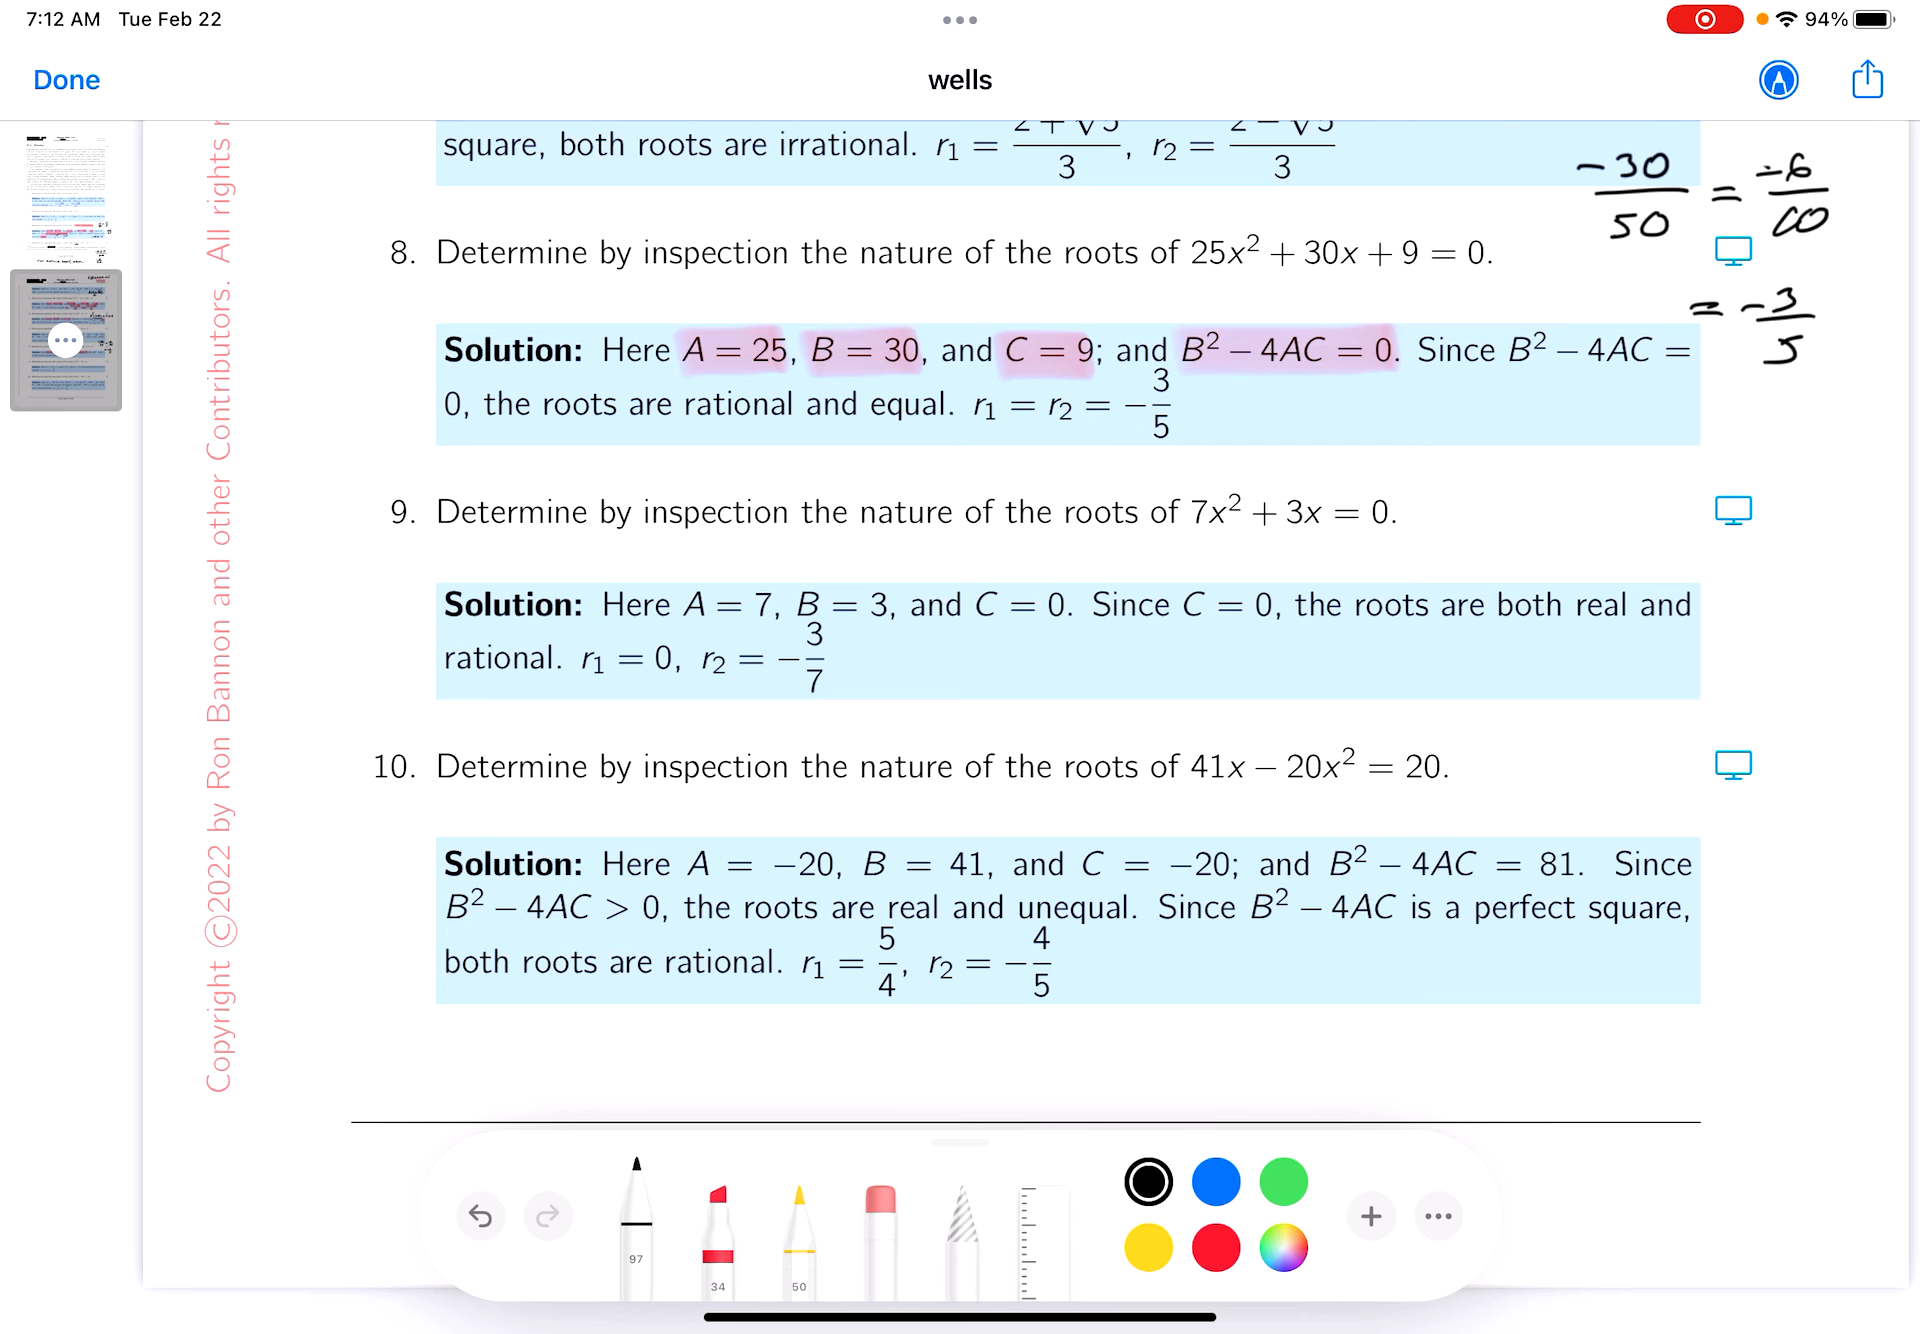 7:12 AM Tue Feb 22
94%
Done
wells
square, both roots are irrational. r₁ = (2 + √5)/3, r₂ = (2 − √5)/3
-30/50 = -6/10
8. Determine by inspection the nature of the roots of 25x² + 30x + 9 = 0.
= -3/5
Solution: Here A = 25, B = 30, and C = 9; and B² − 4AC = 0. Since B² − 4AC =
0, the roots are rational and equal. r₁ = r₂ = −3/5
9. Determine by inspection the nature of the roots of 7x² + 3x = 0.
Solution: Here A = 7, B = 3, and C = 0. Since C = 0, the roots are both real and
rational. r₁ = 0, r₂ = −3/7
10. Determine by inspection the nature of the roots of 41x − 20x² = 20.
Solution: Here A = −20, B = 41, and C = −20; and B² − 4AC = 81. Since
B² − 4AC > 0, the roots are real and unequal. Since B² − 4AC is a perfect square,
both roots are rational. r₁ = 5/4, r₂ = −4/5
Copyright ©2022 by Ron Bannon and other Contributors. All rights r
97
34
50